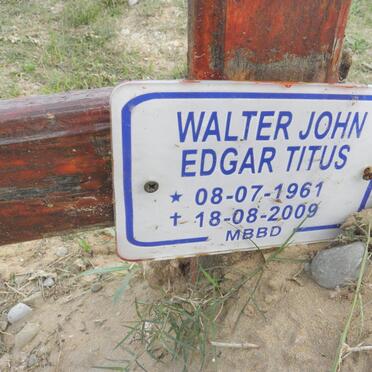 WALTER JOHN
EDGAR TITUS
★ 08-07-1961
✝ 18-08-2009
MBBD